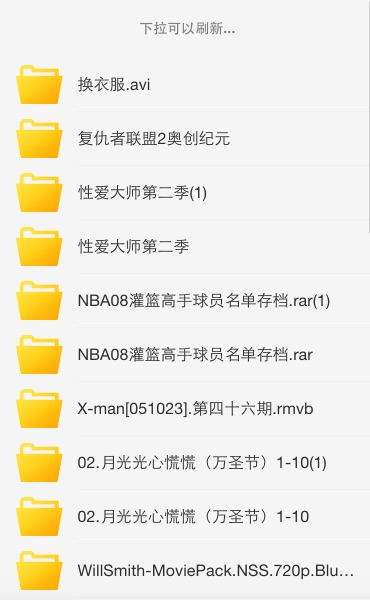 下拉可以刷新...
换衣服.avi
复仇者联盟2奥创纪元
性爱大师第二季(1)
性爱大师第二季
NBA08灌篮高手球员名单存档.rar(1)
NBA08灌篮高手球员名单存档.rar
X-man[051023].第四十六期.rmvb
02.月光光心慌慌（万圣节）1-10(1)
02.月光光心慌慌（万圣节）1-10
WillSmith-MoviePack.NSS.720p.Blu...